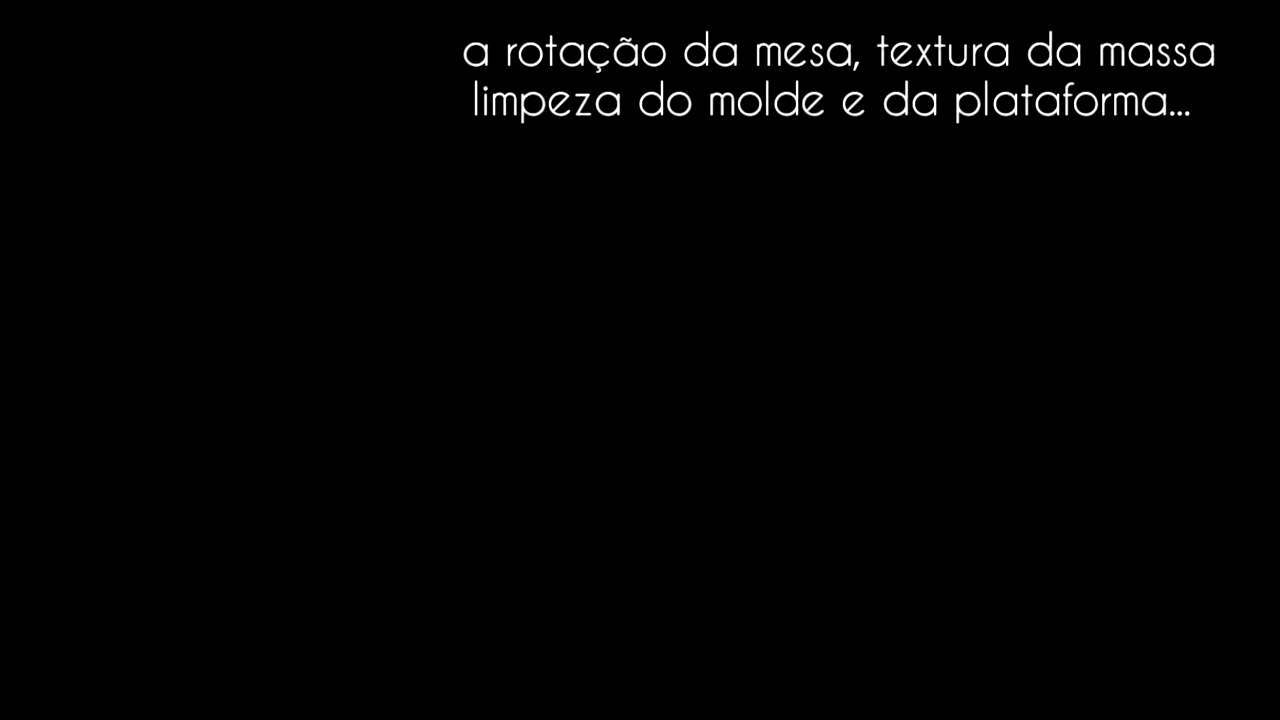 a rotação da mesa, textura da massa
limpeza do molde e da plataforma...